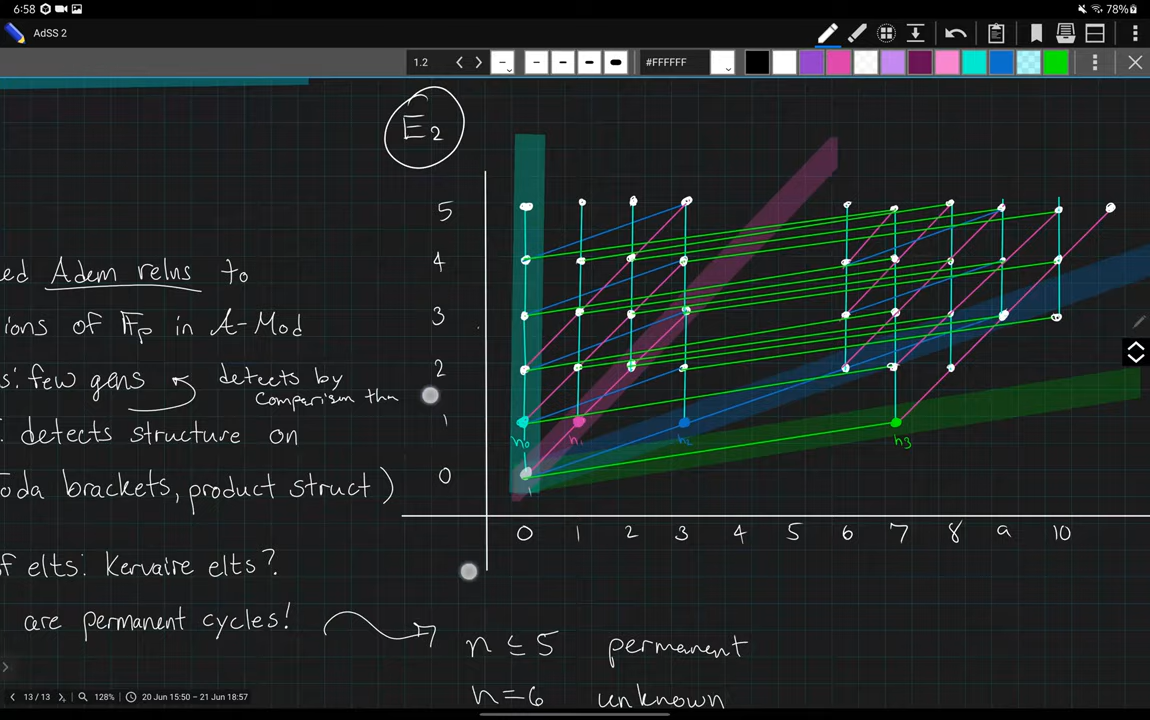 6:58
78%
AdSS 2
1.2
#FFFFFF
E2
5
4
3
2
1
0
ed Adem relns to
ions of Fp in A-Mod
s: few gens
detects by
comparison thm
: detects structure on
oda brackets, product struct)
f elts: Kervaire elts?
are permanent cycles!
n ≤ 5 permanent
n=6 unknown
h0
h1
h2
h3
1
0 1 2 3 4 5 6 7 8 9 10
13 / 13
128%
20 Jun 15:50 – 21 Jun 18:57